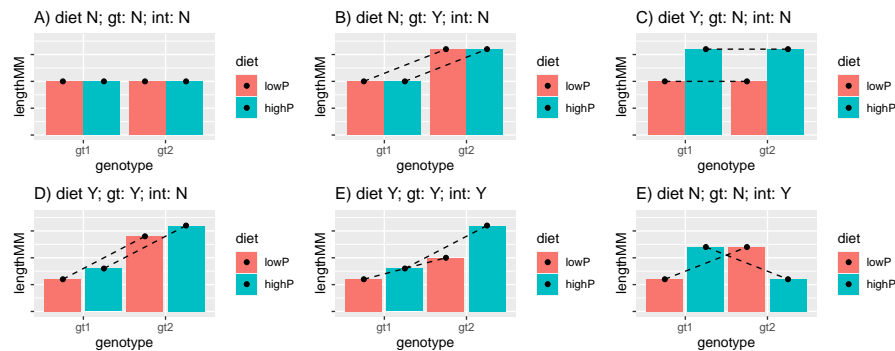 A) diet N; gt: N; int: N
lengthMM
gt1 gt2
genotype
diet
lowP
highP
B) diet N; gt: Y; int: N
lengthMM
gt1 gt2
genotype
diet
lowP
highP
C) diet Y; gt: N; int: N
lengthMM
gt1 gt2
genotype
diet
lowP
highP
D) diet Y; gt: Y; int: N
lengthMM
gt1 gt2
genotype
diet
lowP
highP
E) diet Y; gt: Y; int: Y
lengthMM
gt1 gt2
genotype
diet
lowP
highP
E) diet N; gt: N; int: Y
lengthMM
gt1 gt2
genotype
diet
lowP
highP